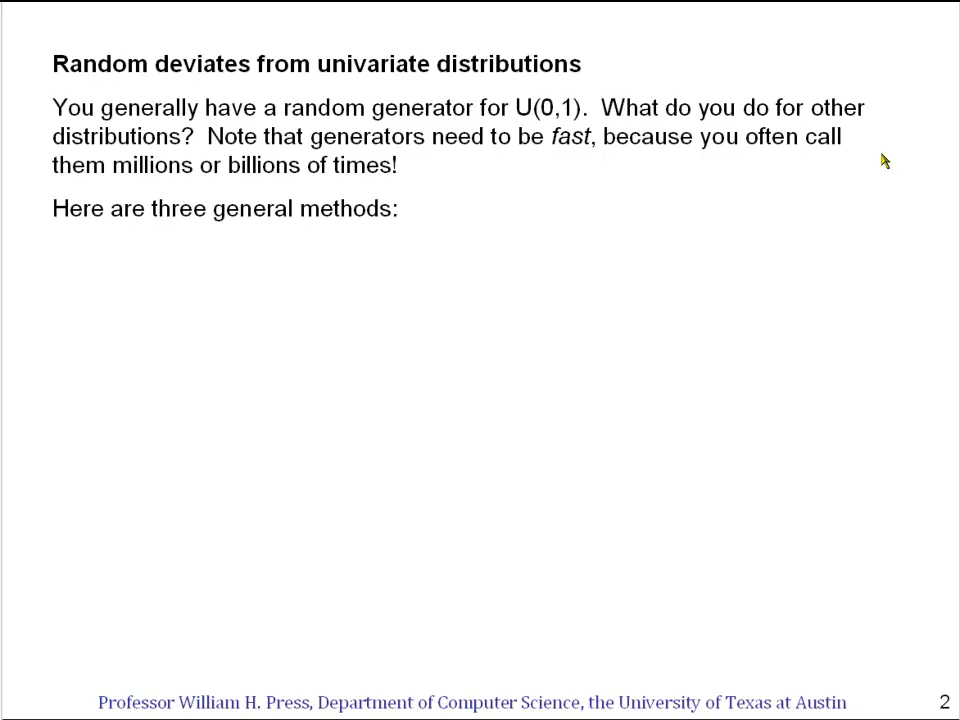 Random deviates from univariate distributions
You generally have a random generator for U(0,1).  What do you do for other
distributions?  Note that generators need to be fast, because you often call
them millions or billions of times!
Here are three general methods:
Professor William H. Press, Department of Computer Science, the University of Texas at Austin
2